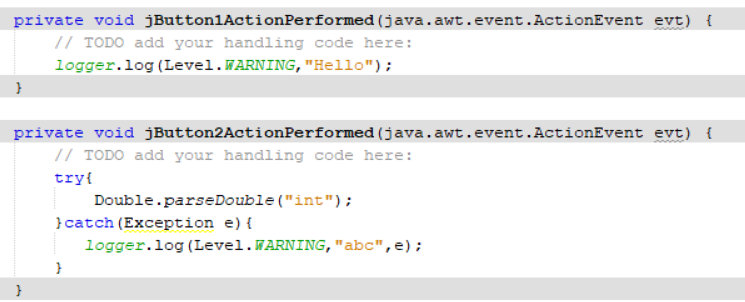 private void jButton1ActionPerformed(java.awt.event.ActionEvent evt) {
    // TODO add your handling code here:
    logger.log(Level.WARNING,"Hello");
}
private void jButton2ActionPerformed(java.awt.event.ActionEvent evt) {
    // TODO add your handling code here:
    try{
        Double.parseDouble("int");
    }catch(Exception e){
       logger.log(Level.WARNING,"abc",e);
    }
}